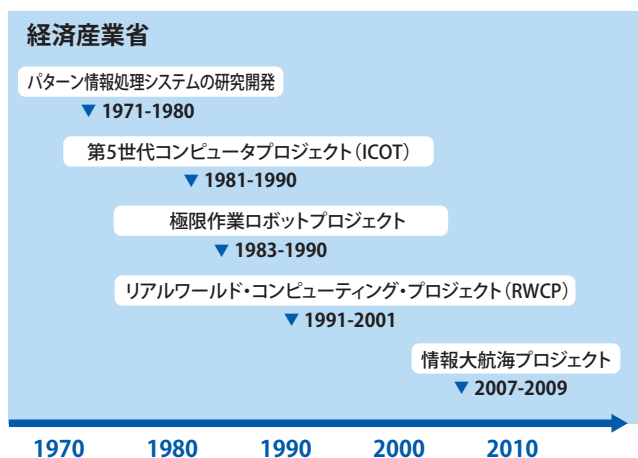 経済産業省
パターン情報処理システムの研究開発
▼ 1971-1980
第5世代コンピュータプロジェクト(ICOT)
▼ 1981-1990
極限作業ロボットプロジェクト
▼ 1983-1990
リアルワールド・コンピューティング・プロジェクト(RWCP)
▼ 1991-2001
情報大航海プロジェクト
▼ 2007-2009
1970 1980 1990 2000 2010